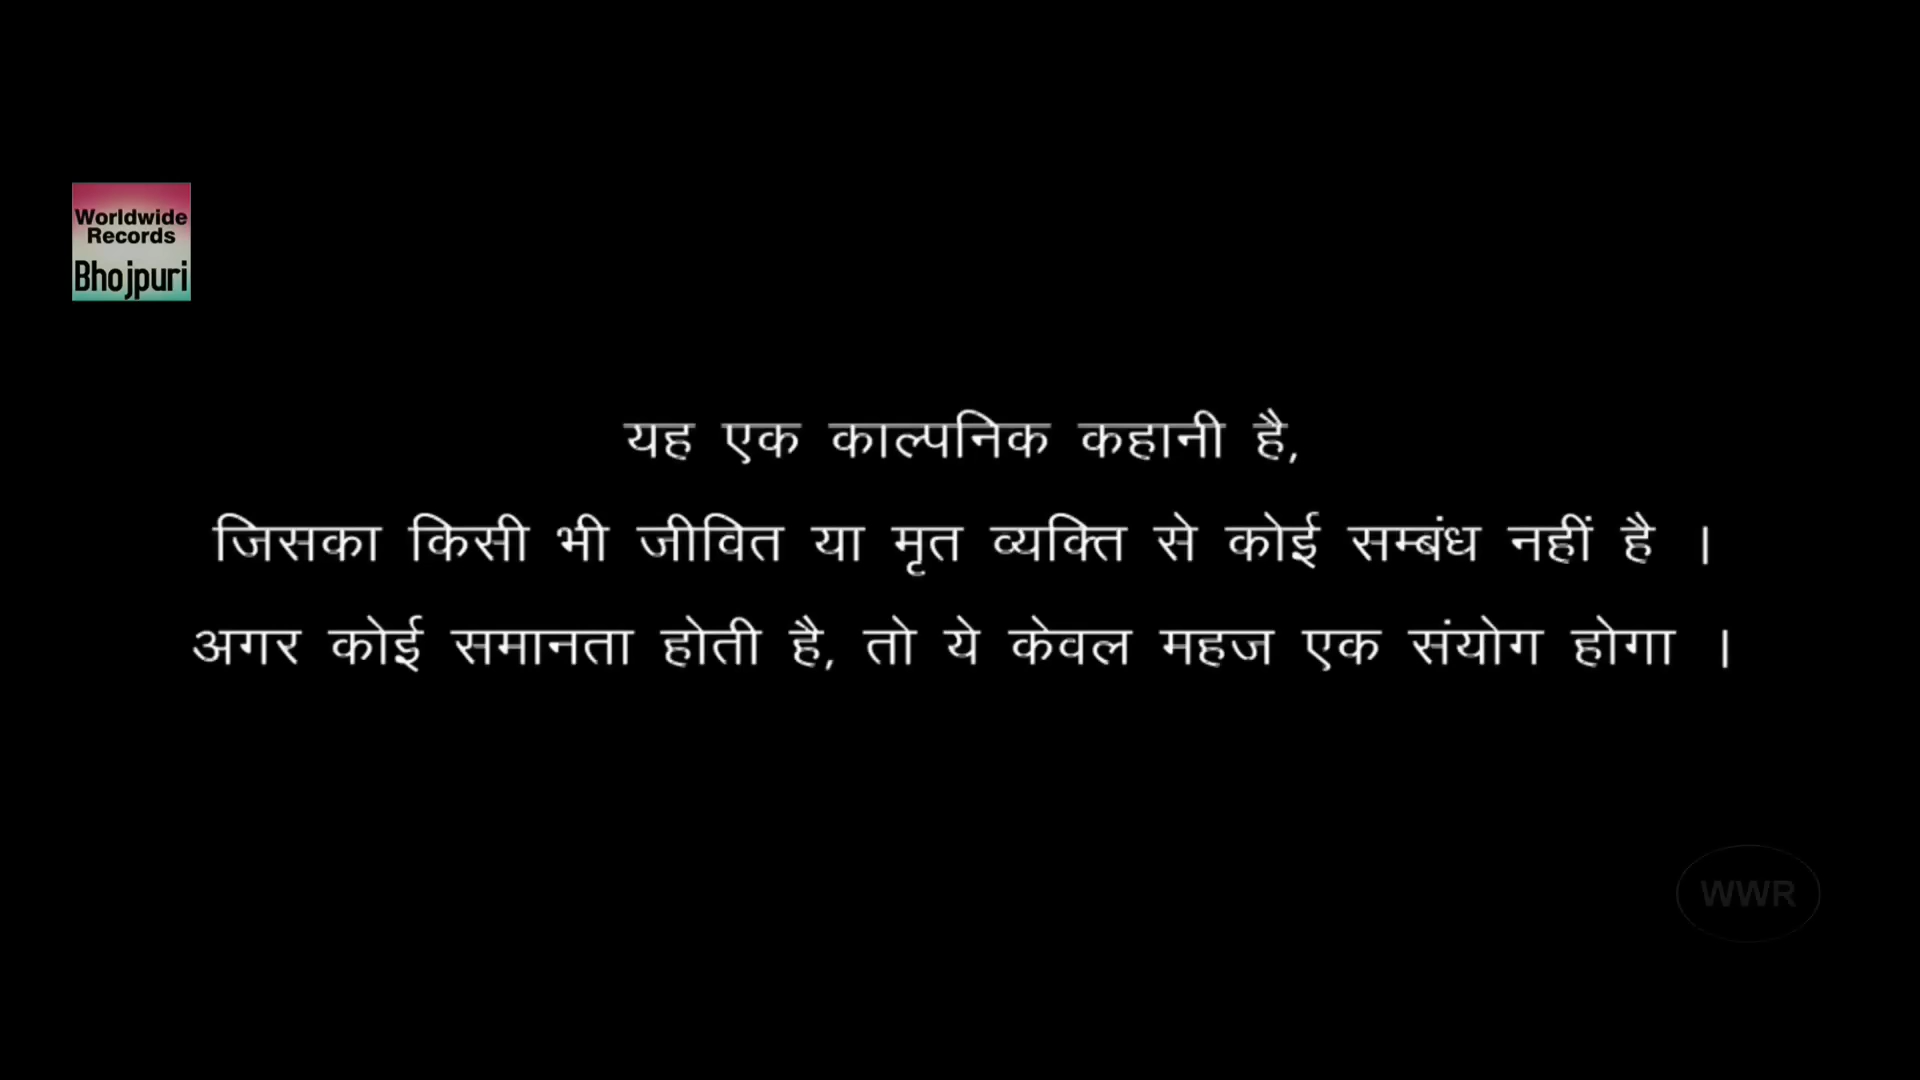 Worldwide
Records
Bhojpuri
यह एक काल्पनिक कहानी है,
जिसका किसी भी जीवित या मृत व्यक्ति से कोई सम्बंध नहीं है ।
अगर कोई समानता होती है, तो ये केवल महज एक संयोग होगा ।
WWR